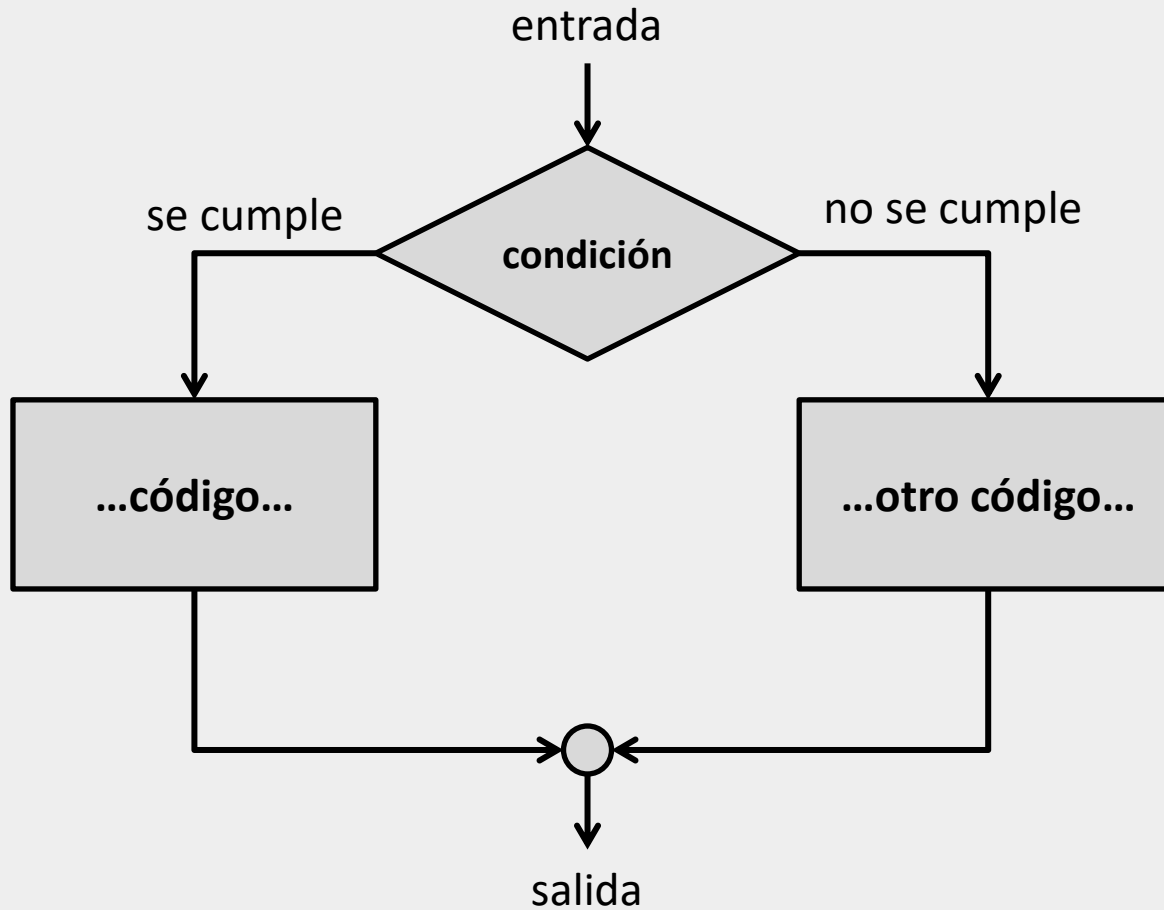 entrada
se cumple
no se cumple
condición
...código...
...otro código...
salida